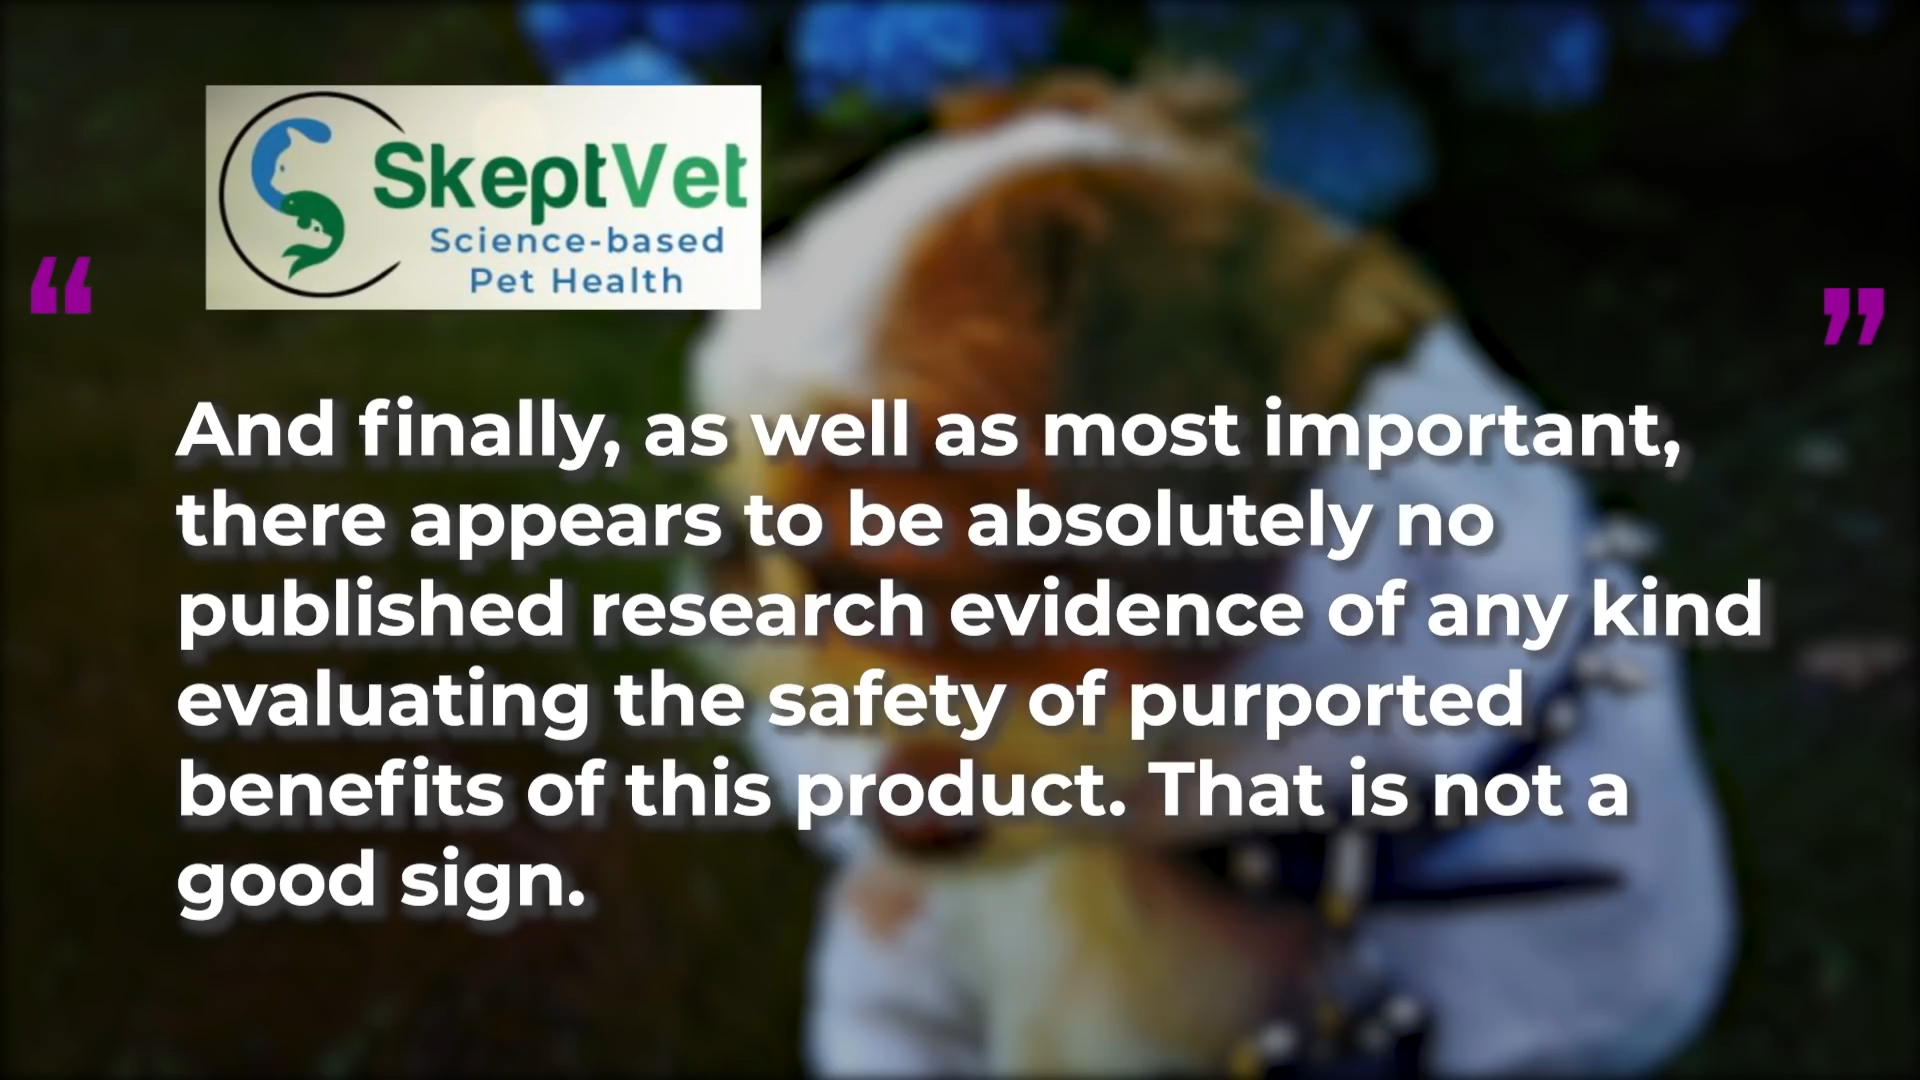 SkeptVet
Science-based
Pet Health
“ ”
And finally, as well as most important,
there appears to be absolutely no
published research evidence of any kind
evaluating the safety of purported
benefits of this product. That is not a
good sign.